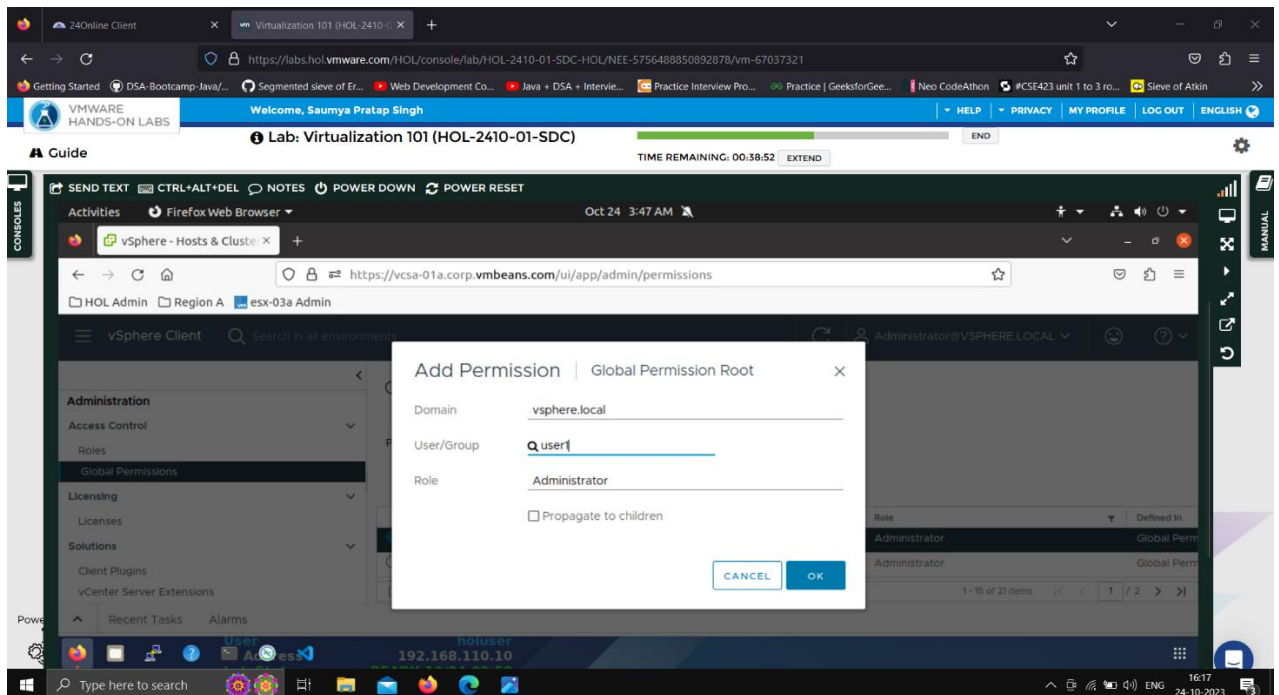 24Online Client
Virtualization 101 (HOL-2410-0
https://labs.hol.vmware.com/HOL/console/lab/HOL-2410-01-SDC-HOL/NEE-5756488850892878/vm-67037321
Getting Started DSA-Bootcamp-Java/... Segmented sieve of Er... Web Development Co... Java + DSA + Intervie... Practice Interview Pro... Practice | GeeksforGee... Neo CodeAthon #CSE423 unit 1 to 3 ro... Sieve of Atkin
VMWARE
HANDS-ON LABS
Welcome, Saumya Pratap Singh
HELP PRIVACY MY PROFILE LOG OUT ENGLISH
Guide
Lab: Virtualization 101 (HOL-2410-01-SDC)
END
TIME REMAINING: 00:38:52 EXTEND
CONSOLES
MANUAL
SEND TEXT CTRL+ALT+DEL NOTES POWER DOWN POWER RESET
Activities Firefox Web Browser Oct 24 3:47 AM
vSphere - Hosts & Cluste
https://vcsa-01a.corp.vmbeans.com/ui/app/admin/permissions
HOL Admin Region A esx-03a Admin
vSphere Client Search in all environments Administrator@VSPHERE.LOCAL
Administration
Access Control
Roles
Global Permissions
Licensing
Licenses
Solutions
Client Plugins
vCenter Server Extensions
Add Permission | Global Permission Root
Domain vsphere.local
User/Group user1
Role Administrator
Propagate to children
CANCEL OK
Role Defined In
Administrator Global Perm
Administrator Global Perm
1 - 15 of 21 items 1 / 2
Recent Tasks Alarms
Powe
User holuser
192.168.110.10
Type here to search
ENG
16:17
24-10-2023
3